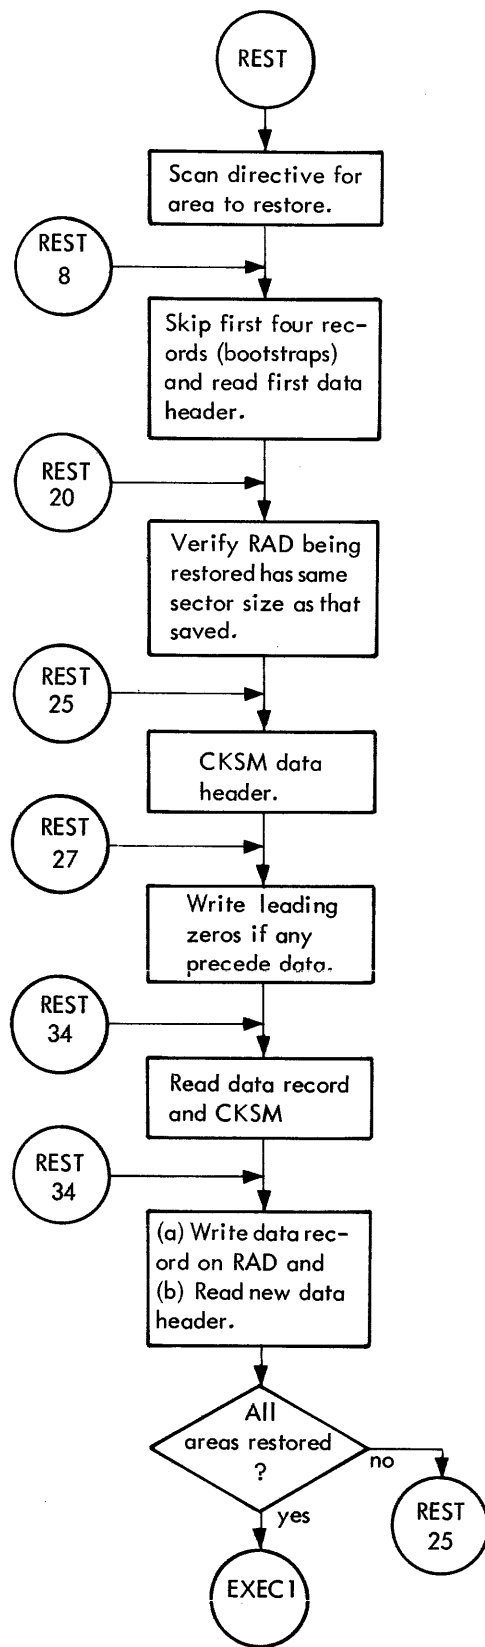 REST
Scan directive for
area to restore.
REST
8
Skip first four rec-
ords (bootstraps)
and read first data
header.
REST
20
Verify RAD being
restored has same
sector size as that
saved.
REST
25
CKSM data
header.
REST
27
Write leading
zeros if any
precede data.
REST
34
Read data record
and CKSM
REST
34
(a) Write data rec-
ord on RAD and
(b) Read new data
header.
All
areas restored
?
no
yes
REST
25
EXEC1